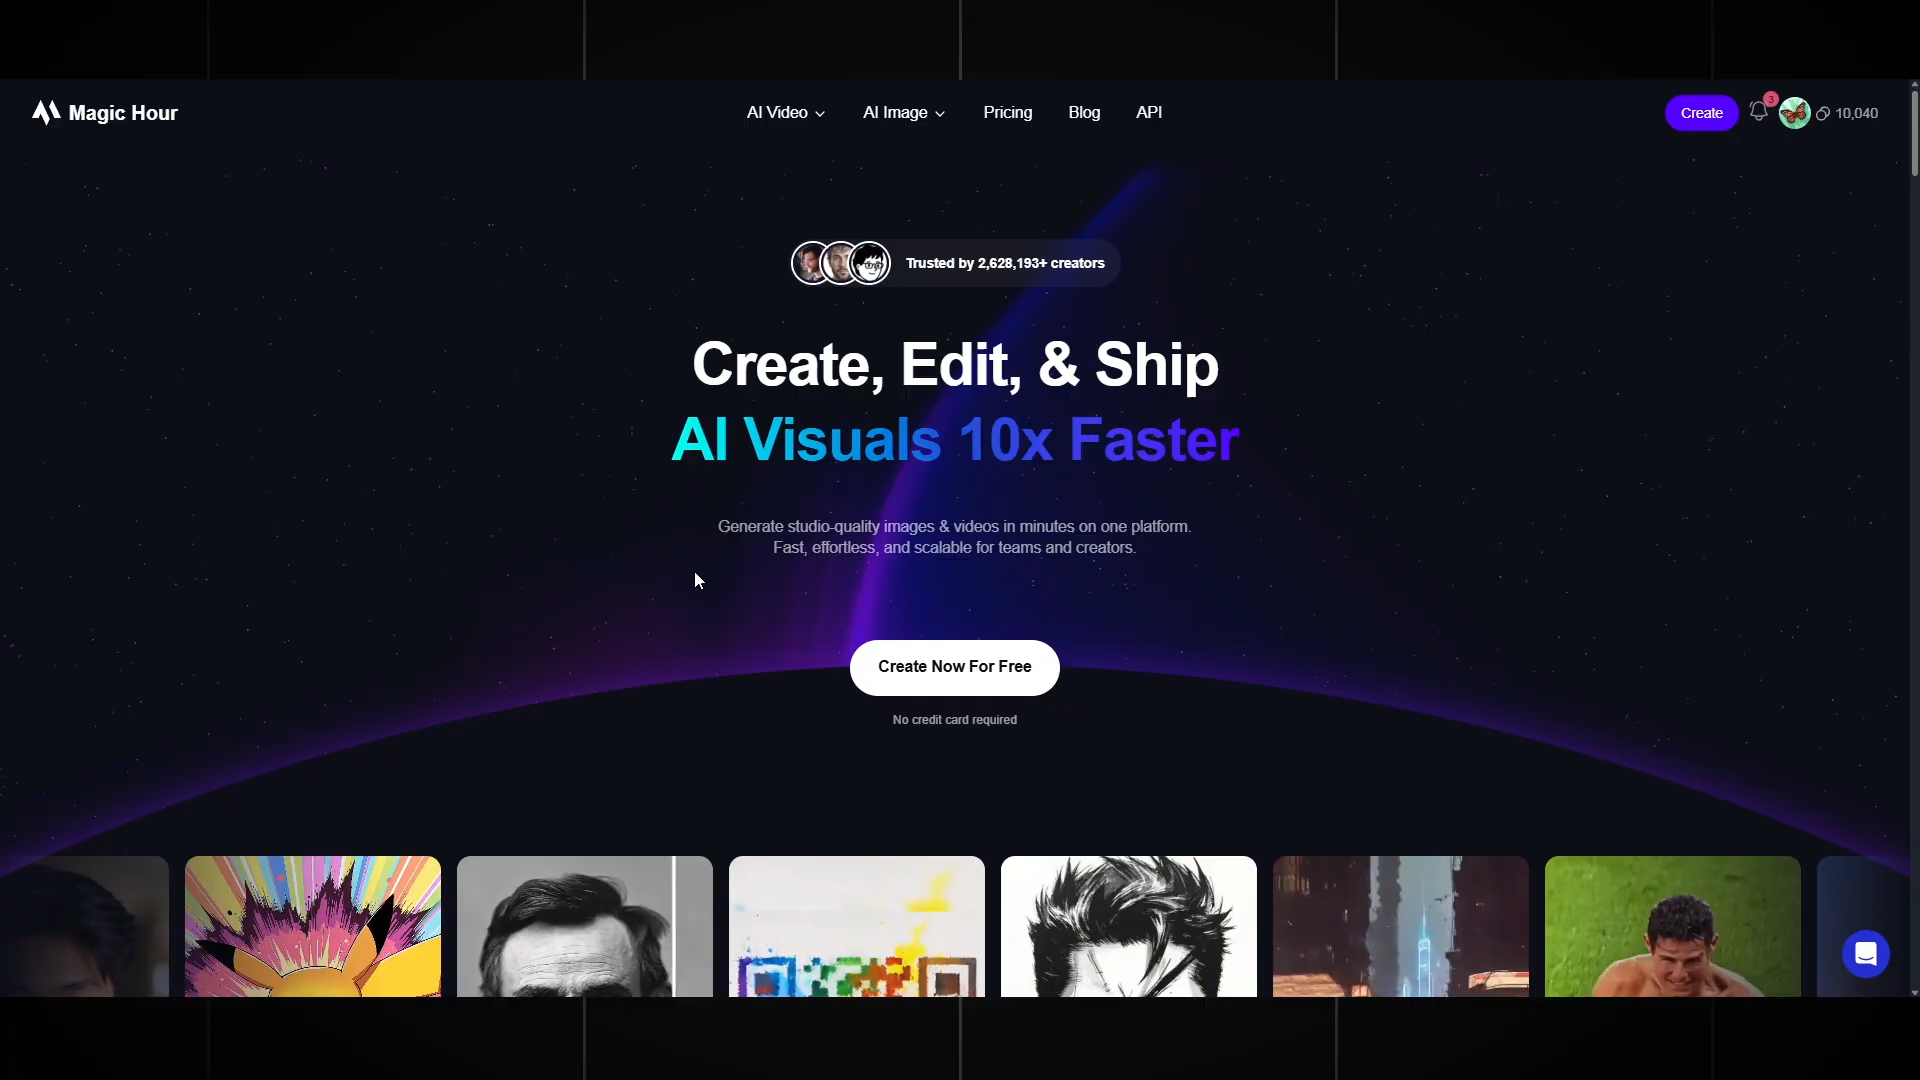 Magic Hour
AI Video
AI Image
Pricing
Blog
API
Create
3
10,040
Trusted by 2,628,193+ creators
Create, Edit, & Ship
AI Visuals 10x Faster
Generate studio-quality images & videos in minutes on one platform.
Fast, effortless, and scalable for teams and creators.
Create Now For Free
No credit card required